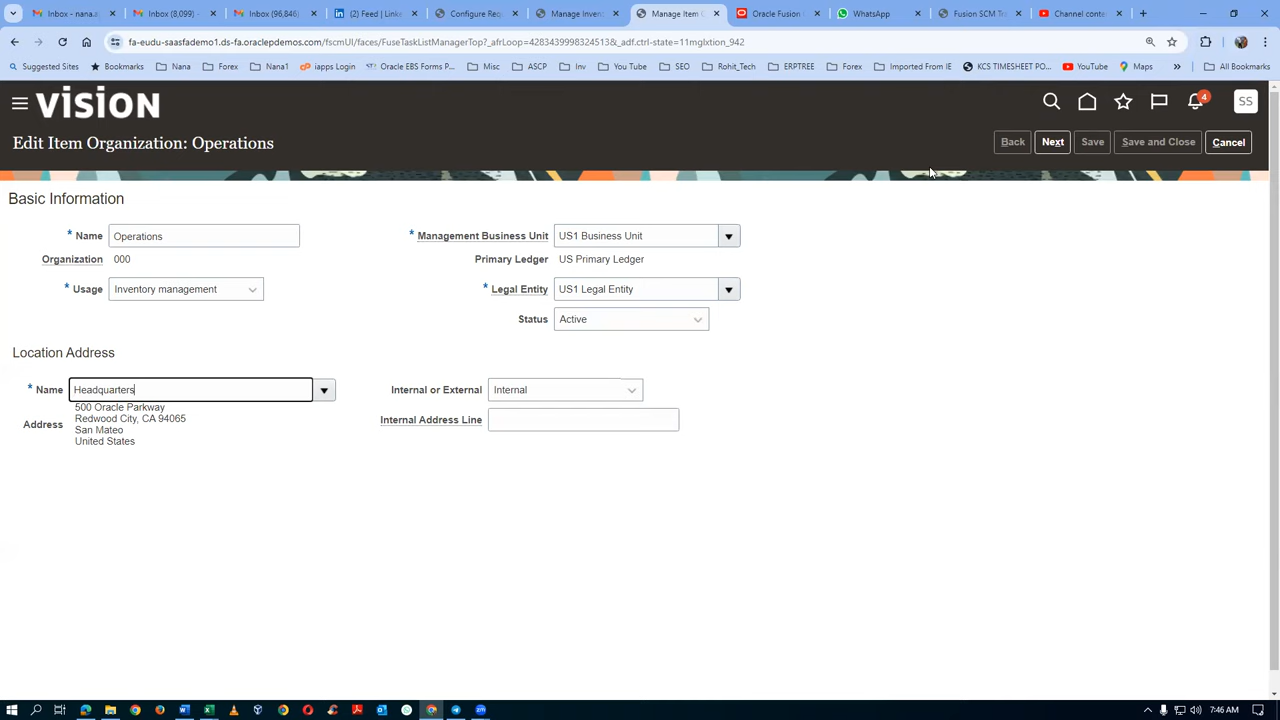 Inbox - nana.a
Inbox (8,099)
Inbox (96,846)
(2) Feed | Linke
Configure Req
Manage Inven
Manage Item O
Oracle Fusion
WhatsApp
Fusion SCM Tr
Channel conte
fa-eudu-saasfademo1.ds-fa.oraclepdemos.com/fscmUI/faces/FuseTaskListManagerTop?_afrLoop=4283439998324513&_adf.ctrl-state=11mglxtion_942
Suggested Sites Bookmarks Nana Forex Nana1 iapps Login Oracle EBS Forms P... Misc ASCP Inv You Tube SEO Rohit_Tech ERPTREE Forex Imported From IE KCS TIMESHEET PO... YouTube Maps » All Bookmarks
VISION
4
SS
Edit Item Organization: Operations
Back Next Save Save and Close Cancel
Basic Information
* Name Operations
* Management Business Unit US1 Business Unit
Organization 000
Primary Ledger US Primary Ledger
* Usage Inventory management
* Legal Entity US1 Legal Entity
Status Active
Location Address
* Name Headquarters
Internal or External Internal
Address 500 Oracle Parkway
Redwood City, CA 94065
San Mateo
United States
Internal Address Line
7:46 AM